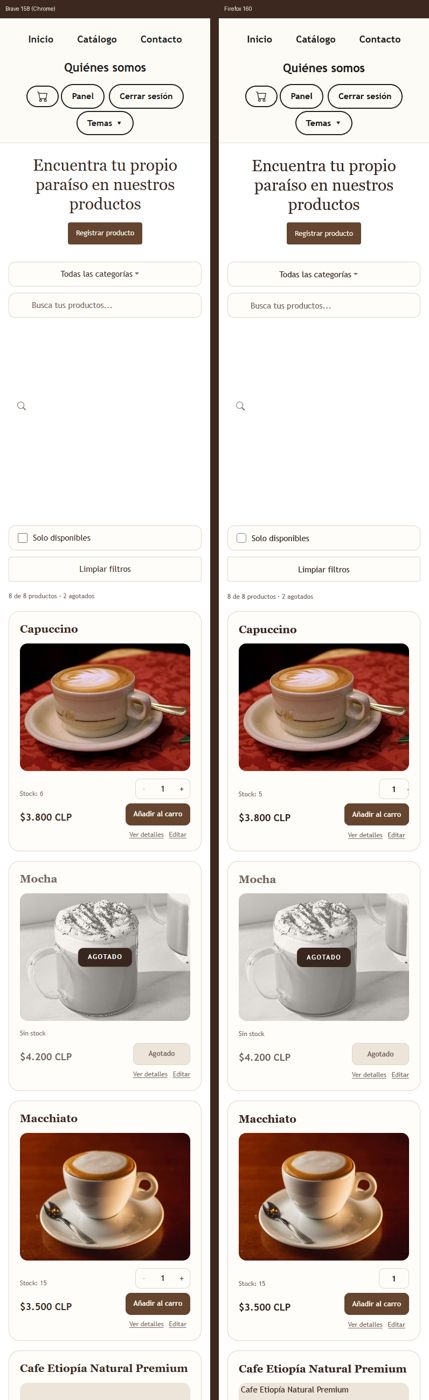 Brave 158 (Chrome)
Inicio Catálogo Contacto
Quiénes somos
Panel Cerrar sesión
Temas
Encuentra tu propio
paraíso en nuestros
productos
Registrar producto
Todas las categorías
Busca tus productos...
Solo disponibles
Limpiar filtros
8 de 8 productos · 2 agotados
Capuccino
Stock: 6
- 1 +
$3.800 CLP
Añadir al carro
Ver detalles Editar
Mocha
AGOTADO
Sin stock
$4.200 CLP
Agotado
Ver detalles Editar
Macchiato
Stock: 15
- 1 +
$3.500 CLP
Añadir al carro
Ver detalles Editar
Cafe Etiopía Natural Premium
Firefox 160
Inicio Catálogo Contacto
Quiénes somos
Panel Cerrar sesión
Temas
Encuentra tu propio
paraíso en nuestros
productos
Registrar producto
Todas las categorías
Busca tus productos...
Solo disponibles
Limpiar filtros
8 de 8 productos · 2 agotados
Capuccino
Stock: 5
1
$3.800 CLP
Añadir al carro
Ver detalles Editar
Mocha
AGOTADO
Sin stock
$4.200 CLP
Agotado
Ver detalles Editar
Macchiato
Stock: 15
1
$3.500 CLP
Añadir al carro
Ver detalles Editar
Cafe Etiopía Natural Premium
Cafe Etiopía Natural Premium